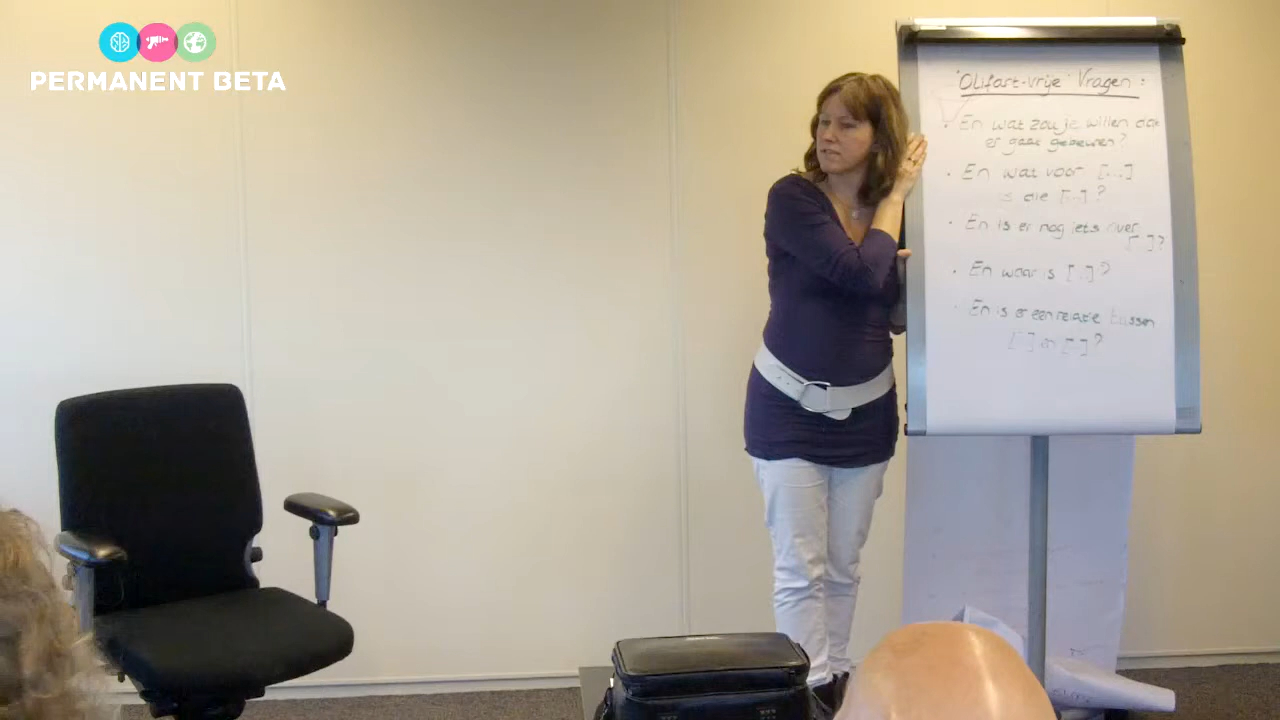 PERMANENT BETA
'Olifant-vrije' Vragen:
• En wat zou je willen dat
er gaat gebeuren?
• En wat voor [...]
is die [...]?
• En is er nog iets over
[...]?
• En waar is [...]?
• En is er een relatie tussen
[ ] en [ ]?